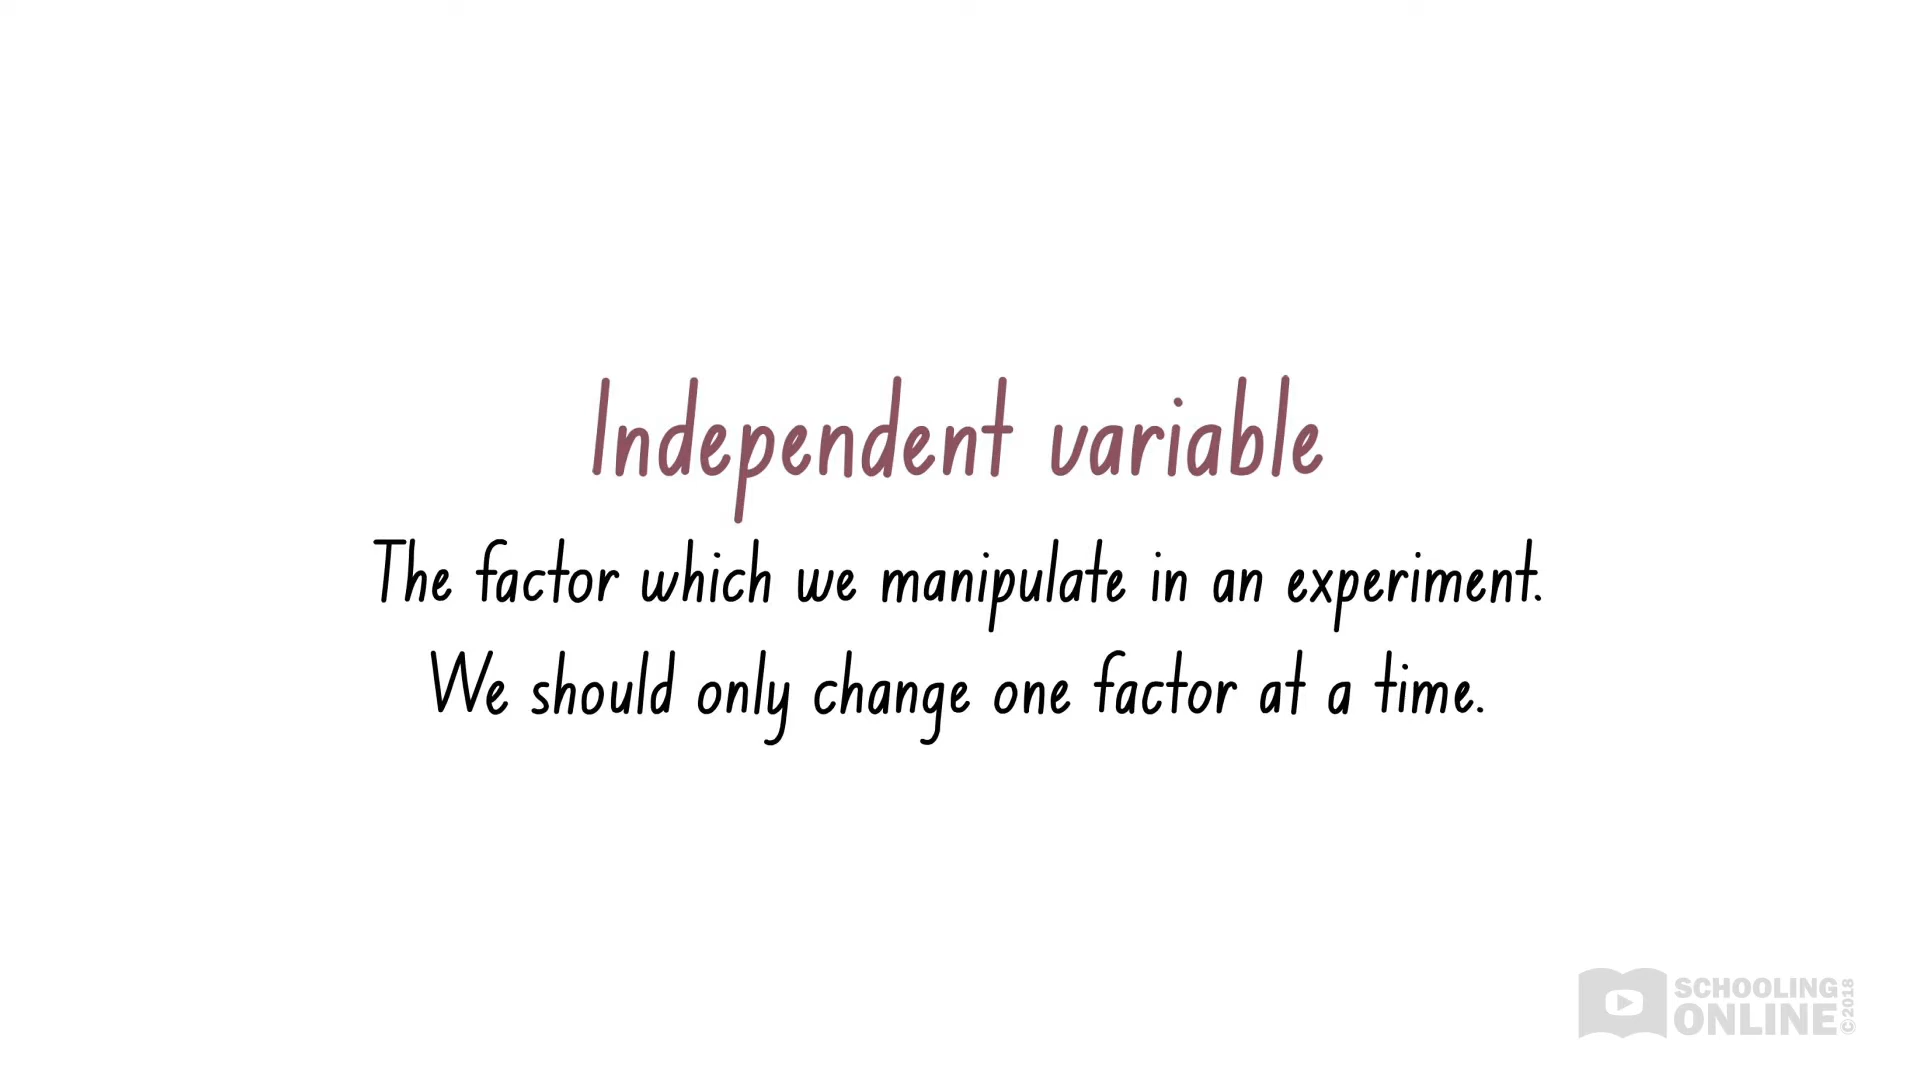 Independent variable
The factor which we manipulate in an experiment.
We should only change one factor at a time.
SCHOOLING
ONLINE
©2018